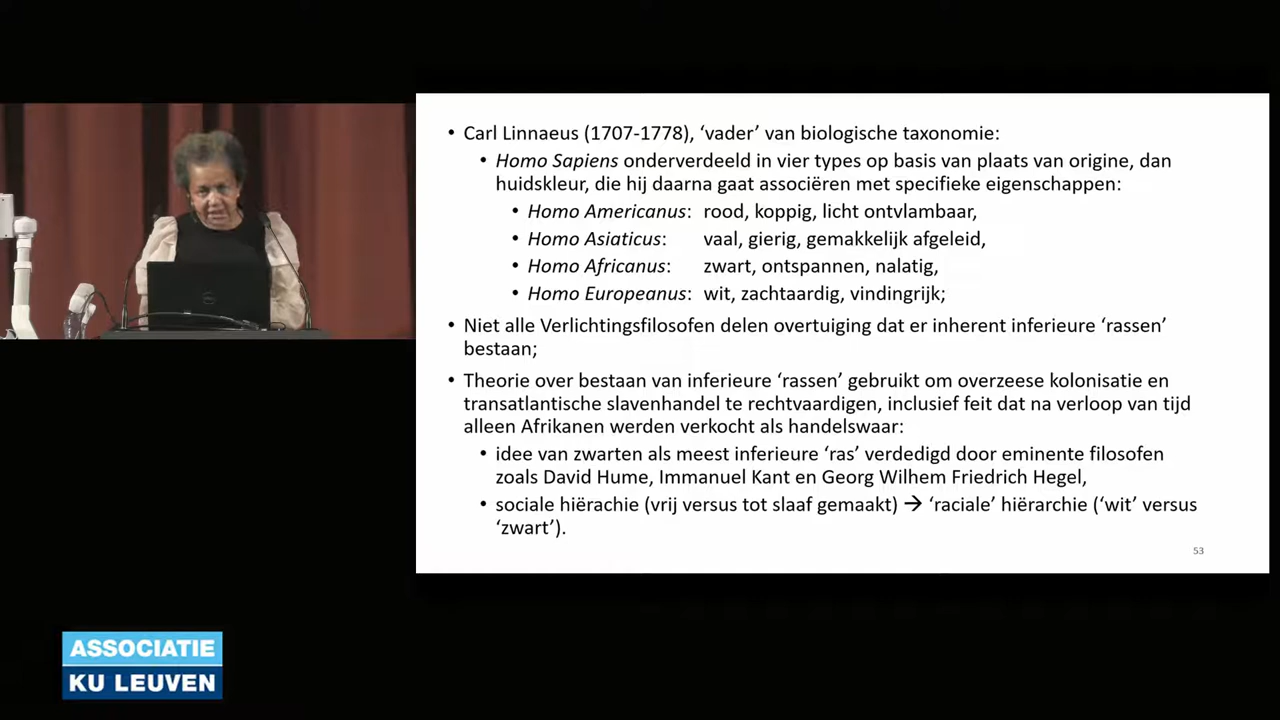 • Carl Linnaeus (1707-1778), ‘vader’ van biologische taxonomie:
• Homo Sapiens onderverdeeld in vier types op basis van plaats van origine, dan
huidskleur, die hij daarna gaat associëren met specifieke eigenschappen:
• Homo Americanus: rood, koppig, licht ontvlambaar,
• Homo Asiaticus: vaal, gierig, gemakkelijk afgeleid,
• Homo Africanus: zwart, ontspannen, nalatig,
• Homo Europeanus: wit, zachtaardig, vindingrijk;
• Niet alle Verlichtingsfilosofen delen overtuiging dat er inherent inferieure ‘rassen’
bestaan;
• Theorie over bestaan van inferieure ‘rassen’ gebruikt om overzeese kolonisatie en
transatlantische slavenhandel te rechtvaardigen, inclusief feit dat na verloop van tijd
alleen Afrikanen werden verkocht als handelswaar:
• idee van zwarten als meest inferieure ‘ras’ verdedigd door eminente filosofen
zoals David Hume, Immanuel Kant en Georg Wilhem Friedrich Hegel,
• sociale hiërachie (vrij versus tot slaaf gemaakt) → ‘raciale’ hiërarchie (‘wit’ versus
‘zwart’).
53
ASSOCIATIE
KU LEUVEN